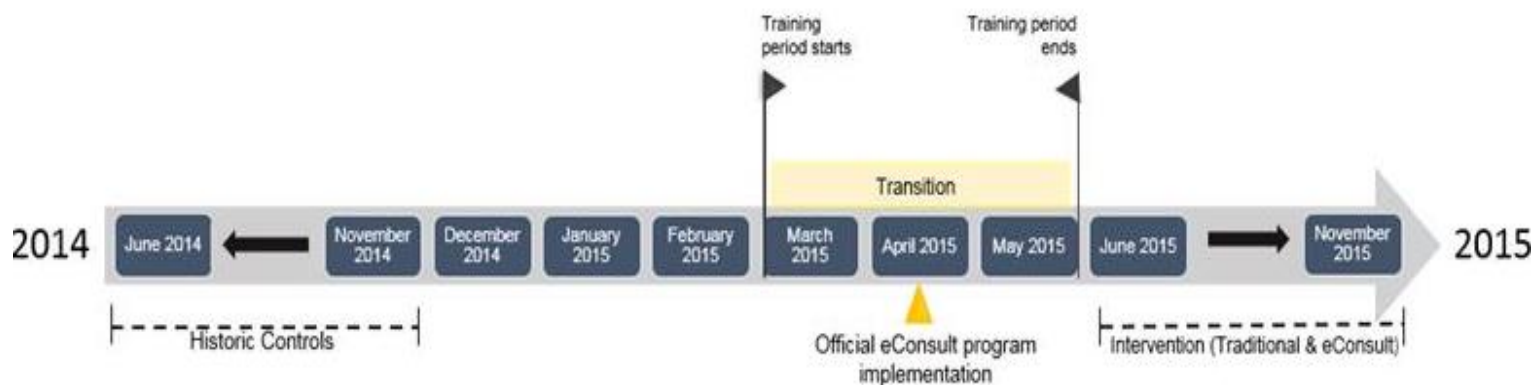 Training
period starts
Training period
ends
Transition
2014
June 2014
November
2014
December
2014
January
2015
February
2015
March
2015
April 2015
May 2015
June 2015
November
2015
2015
Historic Controls
Official eConsult program
implementation
Intervention (Traditional & eConsult)